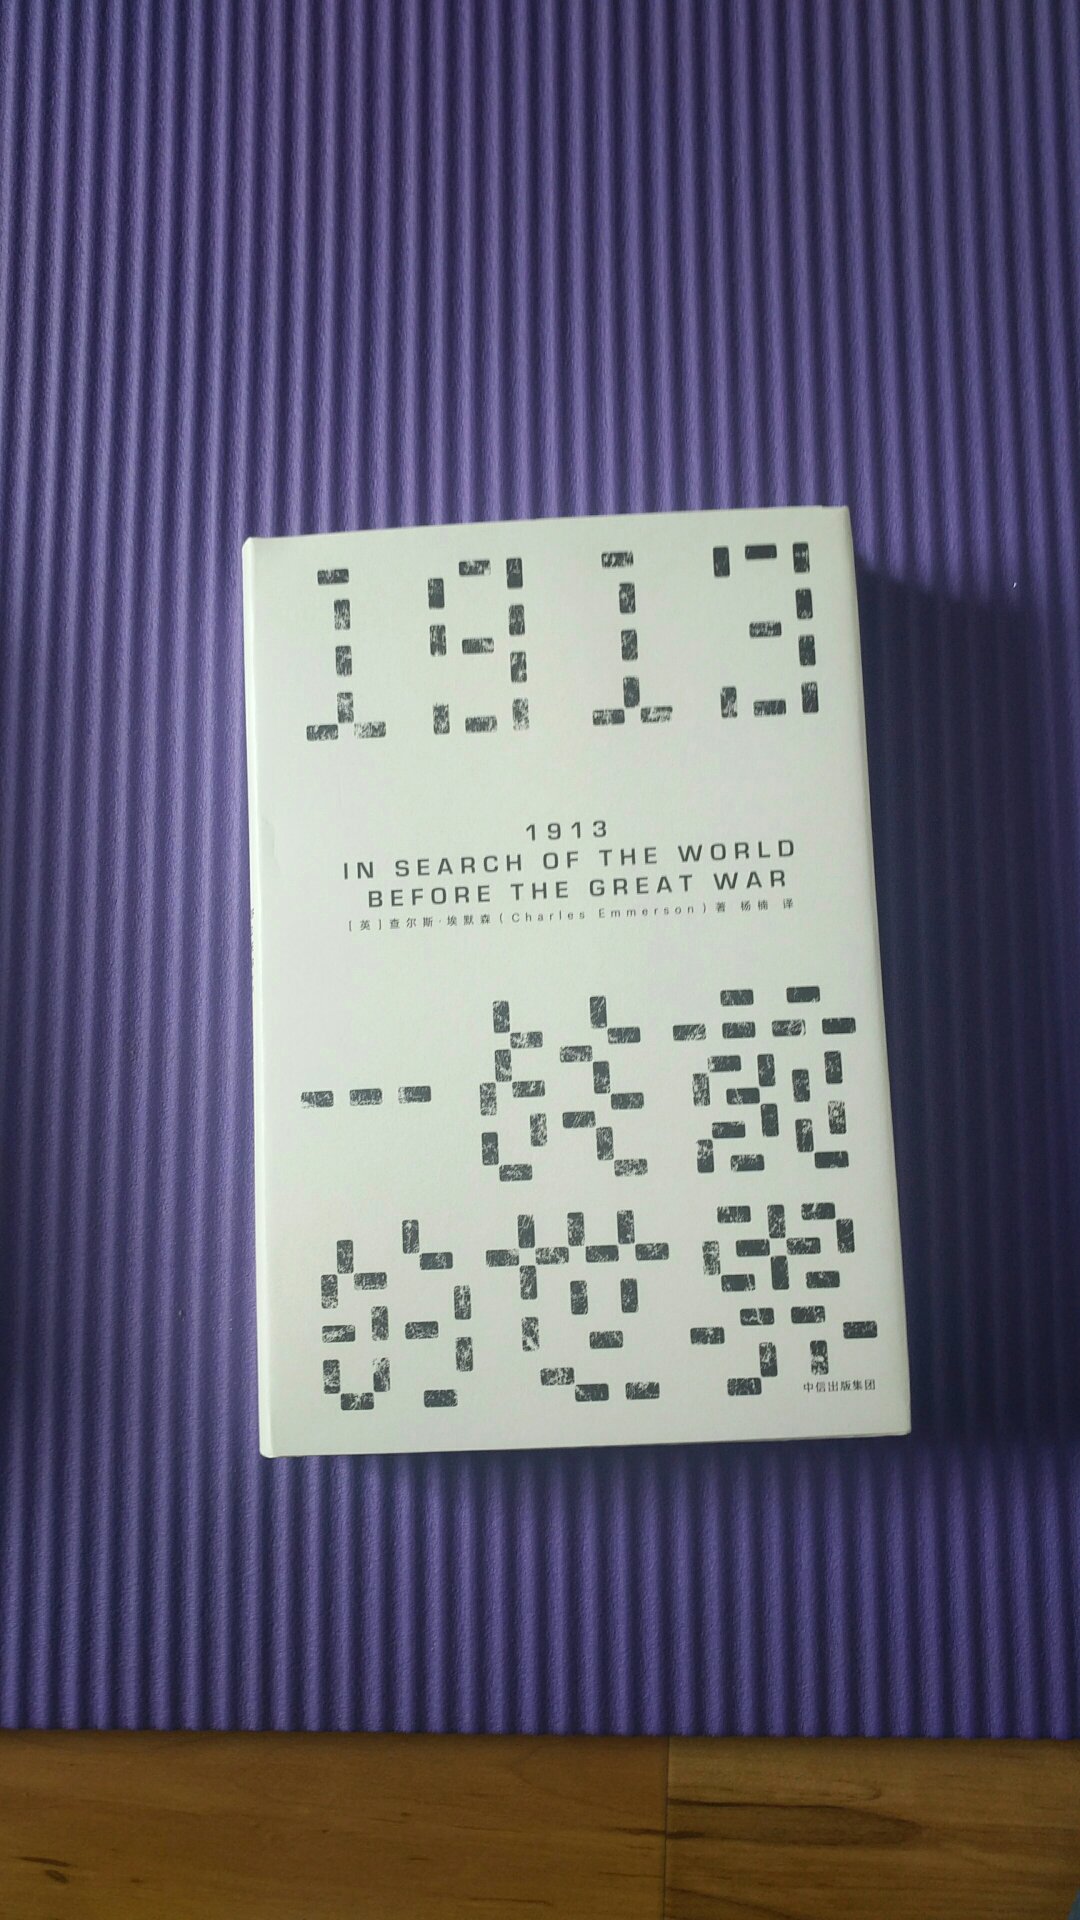 1913
1913
IN SEARCH OF THE WORLD
BEFORE THE GREAT WAR
[英]查尔斯·埃默森(Charles Emmerson)著 杨楠 译
一战前
的世界
中信出版集团